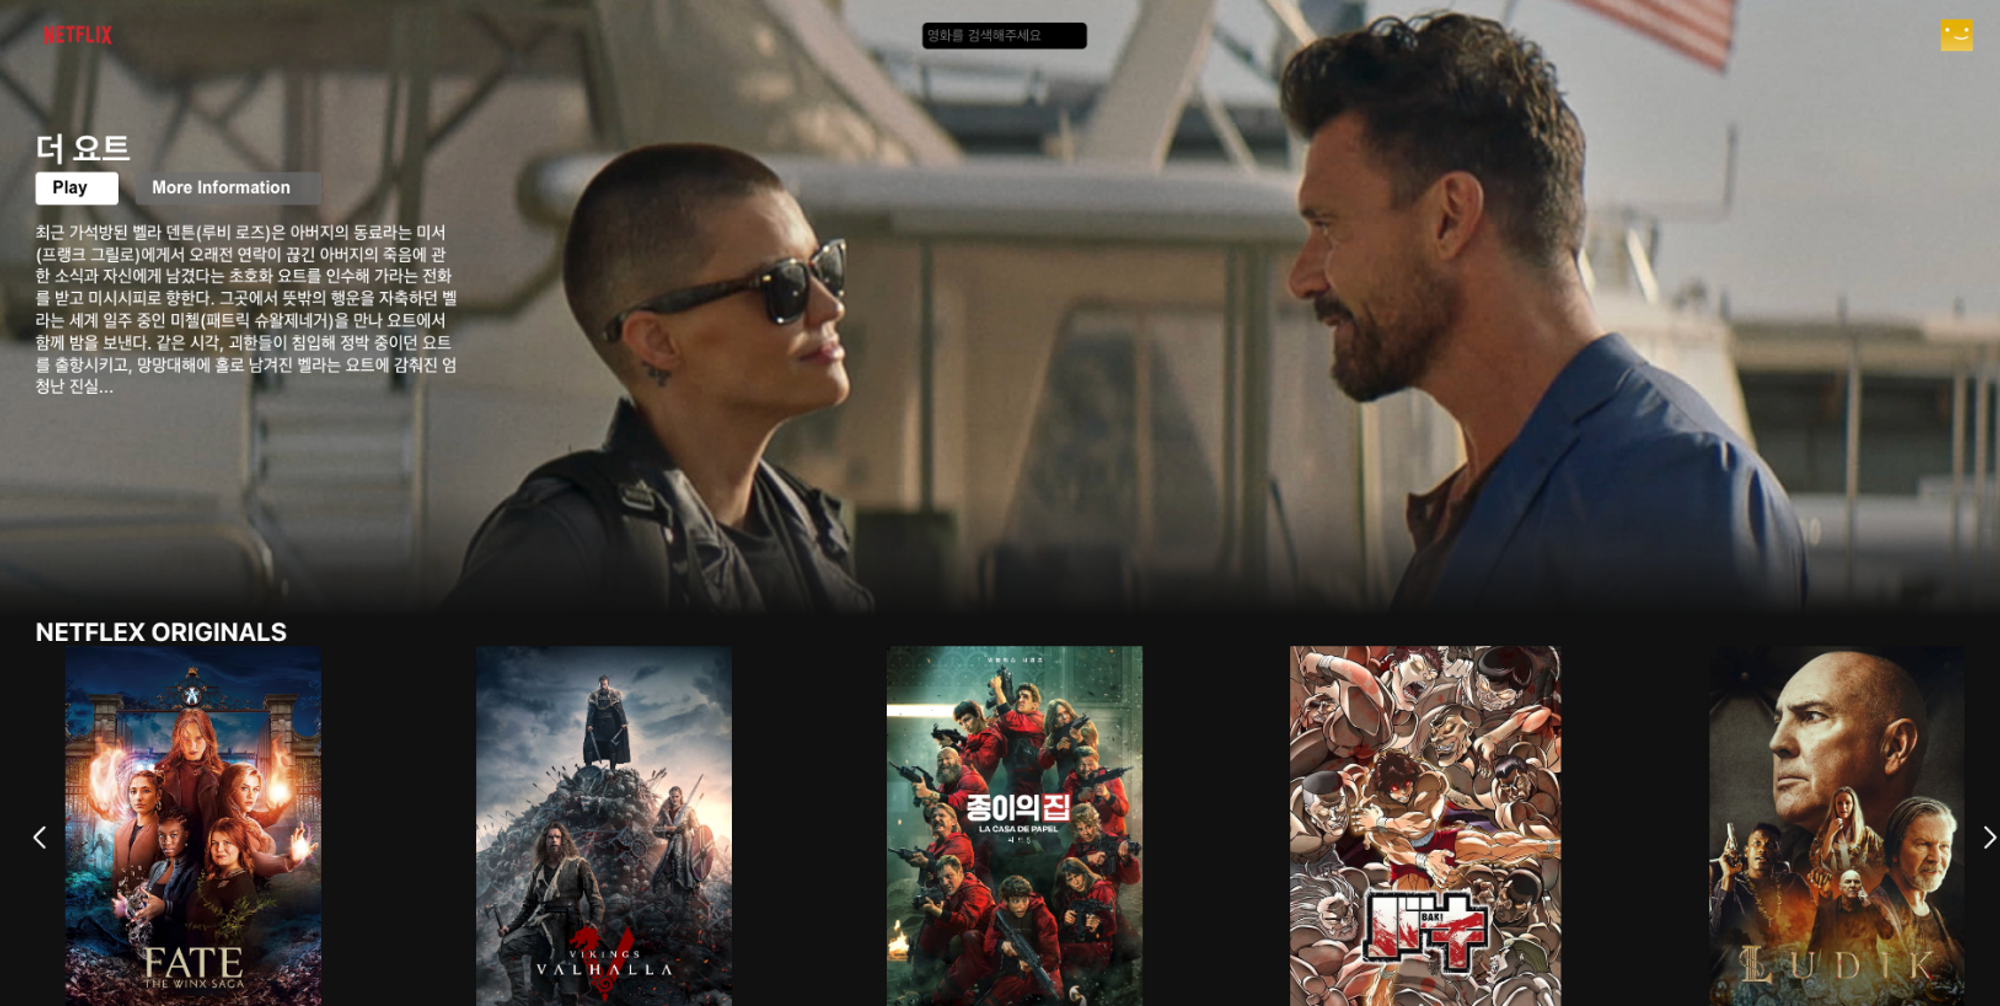 NETFLIX
영화를 검색해주세요
더 요트
Play
More Information
최근 가석방된 벨라 덴튼(루비 로즈)은 아버지의 동료라는 미서
(프랭크 그릴로)에게서 오래전 연락이 끊긴 아버지의 죽음에 관
한 소식과 자신에게 남겼다는 초호화 요트를 인수해 가라는 전화
를 받고 미시시피로 향한다. 그곳에서 뜻밖의 행운을 자축하던 벨
라는 세계 일주 중인 미첼(패트릭 슈왈제네거)을 만나 요트에서
함께 밤을 보낸다. 같은 시각, 괴한들이 침입해 정박 중이던 요트
를 출항시키고, 망망대해에 홀로 남겨진 벨라는 요트에 감춰진 엄
청난 진실...
NETFLEX ORIGINALS
FATE
THE WINX SAGA
VIKINGS
VALHALLA
넷플릭스 시리즈
종이의 집
LA CASA DE PAPEL
バキ
BAKI
LUDIK